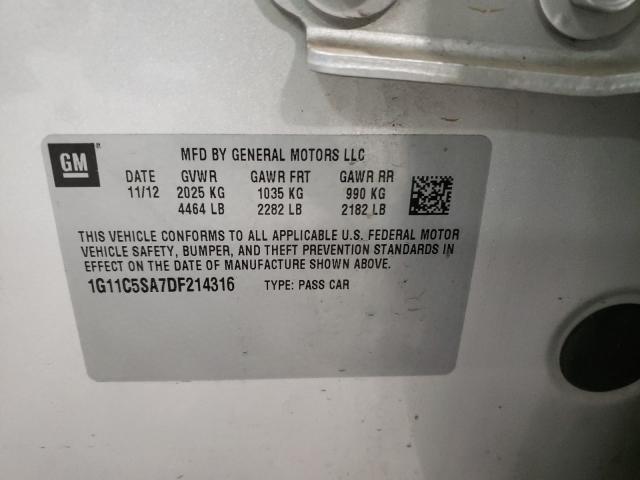 GM
MFD BY GENERAL MOTORS LLC
DATE GVWR GAWR FRT GAWR RR
11/12 2025 KG 1035 KG 990 KG
4464 LB 2282 LB 2182 LB
THIS VEHICLE CONFORMS TO ALL APPLICABLE U.S. FEDERAL MOTOR
VEHICLE SAFETY, BUMPER, AND THEFT PREVENTION STANDARDS IN
EFFECT ON THE DATE OF MANUFACTURE SHOWN ABOVE.
1G11C5SA7DF214316 TYPE: PASS CAR